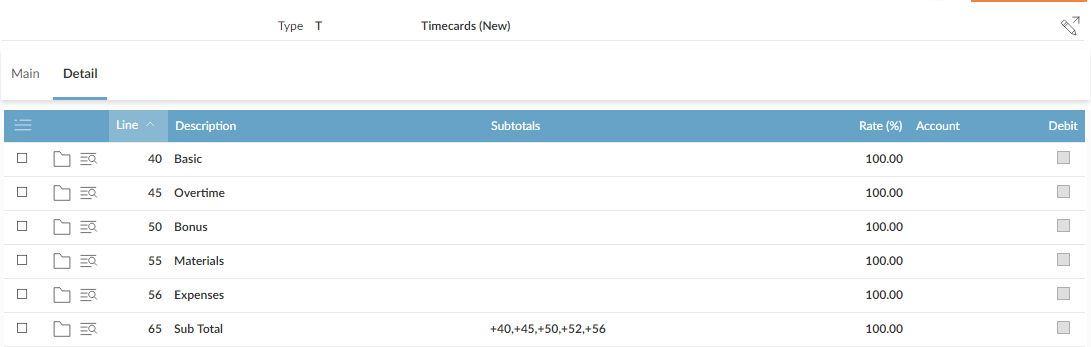 Type T Timecards (New)
Main Detail
Line Description Subtotals Rate (%) Account Debit
40 Basic 100.00
45 Overtime 100.00
50 Bonus 100.00
55 Materials 100.00
56 Expenses 100.00
65 Sub Total +40,+45,+50,+52,+56 100.00